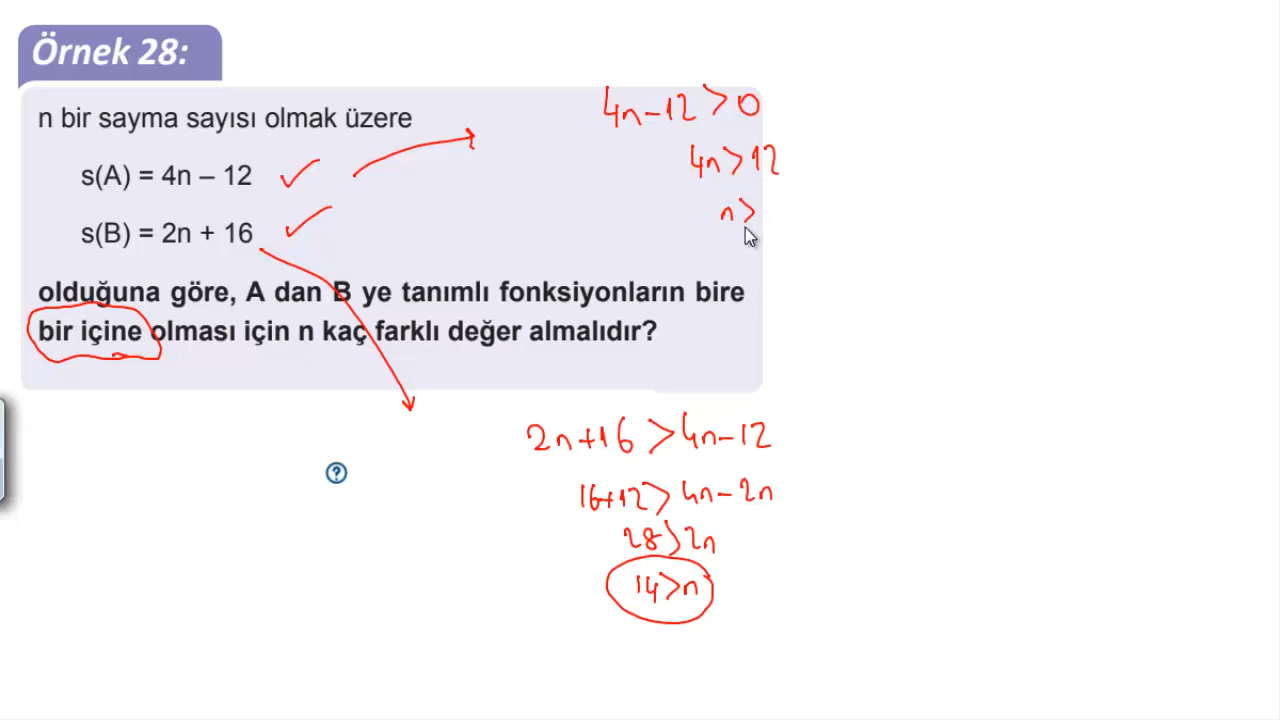 Örnek 28:
n bir sayma sayısı olmak üzere
s(A) = 4n – 12
s(B) = 2n + 16
olduğuna göre, A dan B ye tanımlı fonksiyonların bire
bir içine olması için n kaç farklı değer almalıdır?
4n-12 > 0
4n > 12
n >
2n+16 > 4n-12
16+12 > 4n-2n
28 > 2n
14 > n
?